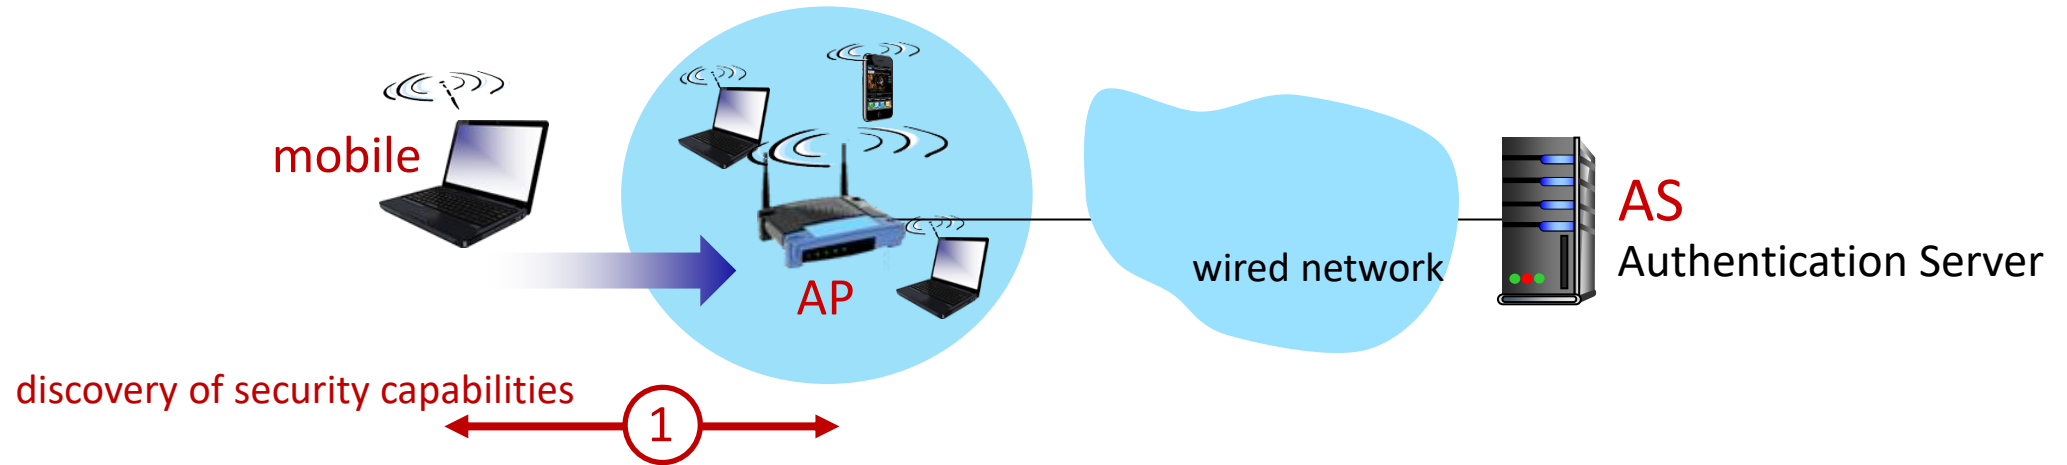 mobile
AP
wired network
AS
Authentication Server
discovery of security capabilities
1